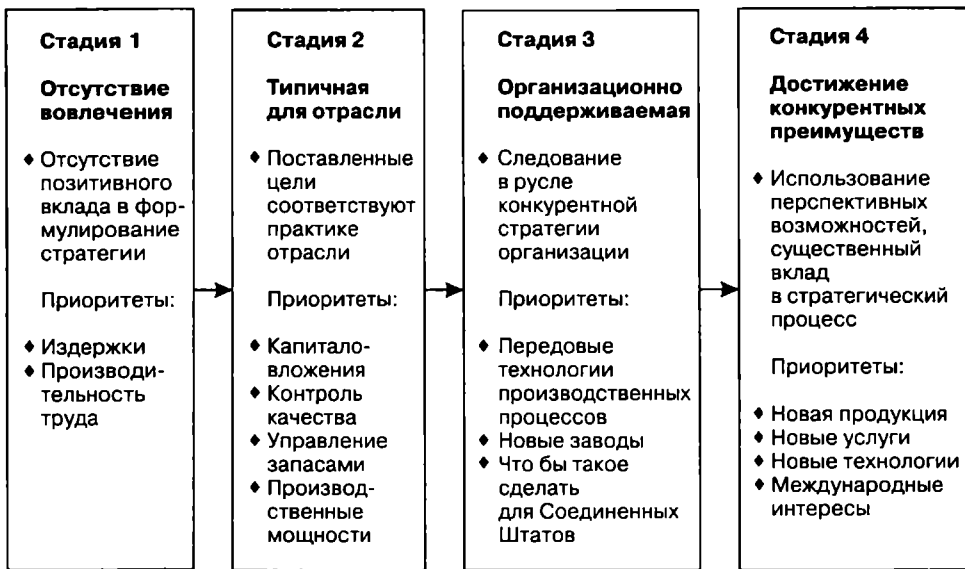 Стадия 1
Отсутствие
вовлечения
♦ Отсутствие
позитивного
вклада в фор-
мулирование
стратегии
Приоритеты:
♦ Издержки
♦ Производи-
тельность
труда
Стадия 2
Типичная
для отрасли
♦ Поставленные
цели
соответствуют
практике
отрасли
Приоритеты:
♦ Капитало-
вложения
♦ Контроль
качества
♦ Управление
запасами
♦ Производ-
ственные
мощности
Стадия 3
Организационно
поддерживаемая
♦ Следование
в русле
конкурентной
стратегии
организации
Приоритеты:
♦ Передовые
технологии
производственных
процессов
♦ Новые заводы
♦ Что бы такое
сделать
для Соединенных
Штатов
Стадия 4
Достижение
конкурентных
преимуществ
♦ Использование
перспективных
возможностей,
существенный
вклад
в стратегический
процесс
Приоритеты:
♦ Новая продукция
♦ Новые услуги
♦ Новые технологии
♦ Международные
интересы